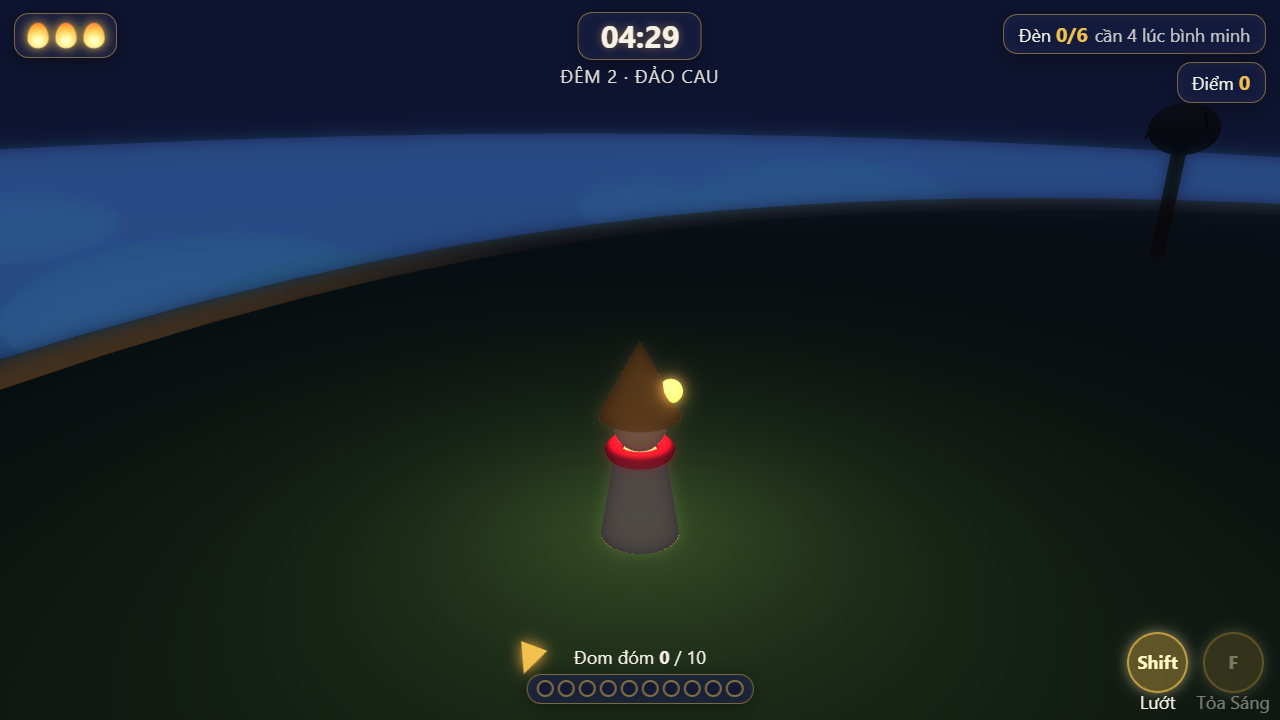 04:29
ĐÊM 2 · ĐẢO CAU
Đèn 0/6 cần 4 lúc bình minh
Điểm 0
Đom đóm 0 / 10
Shift
F
Lướt
Tỏa Sáng